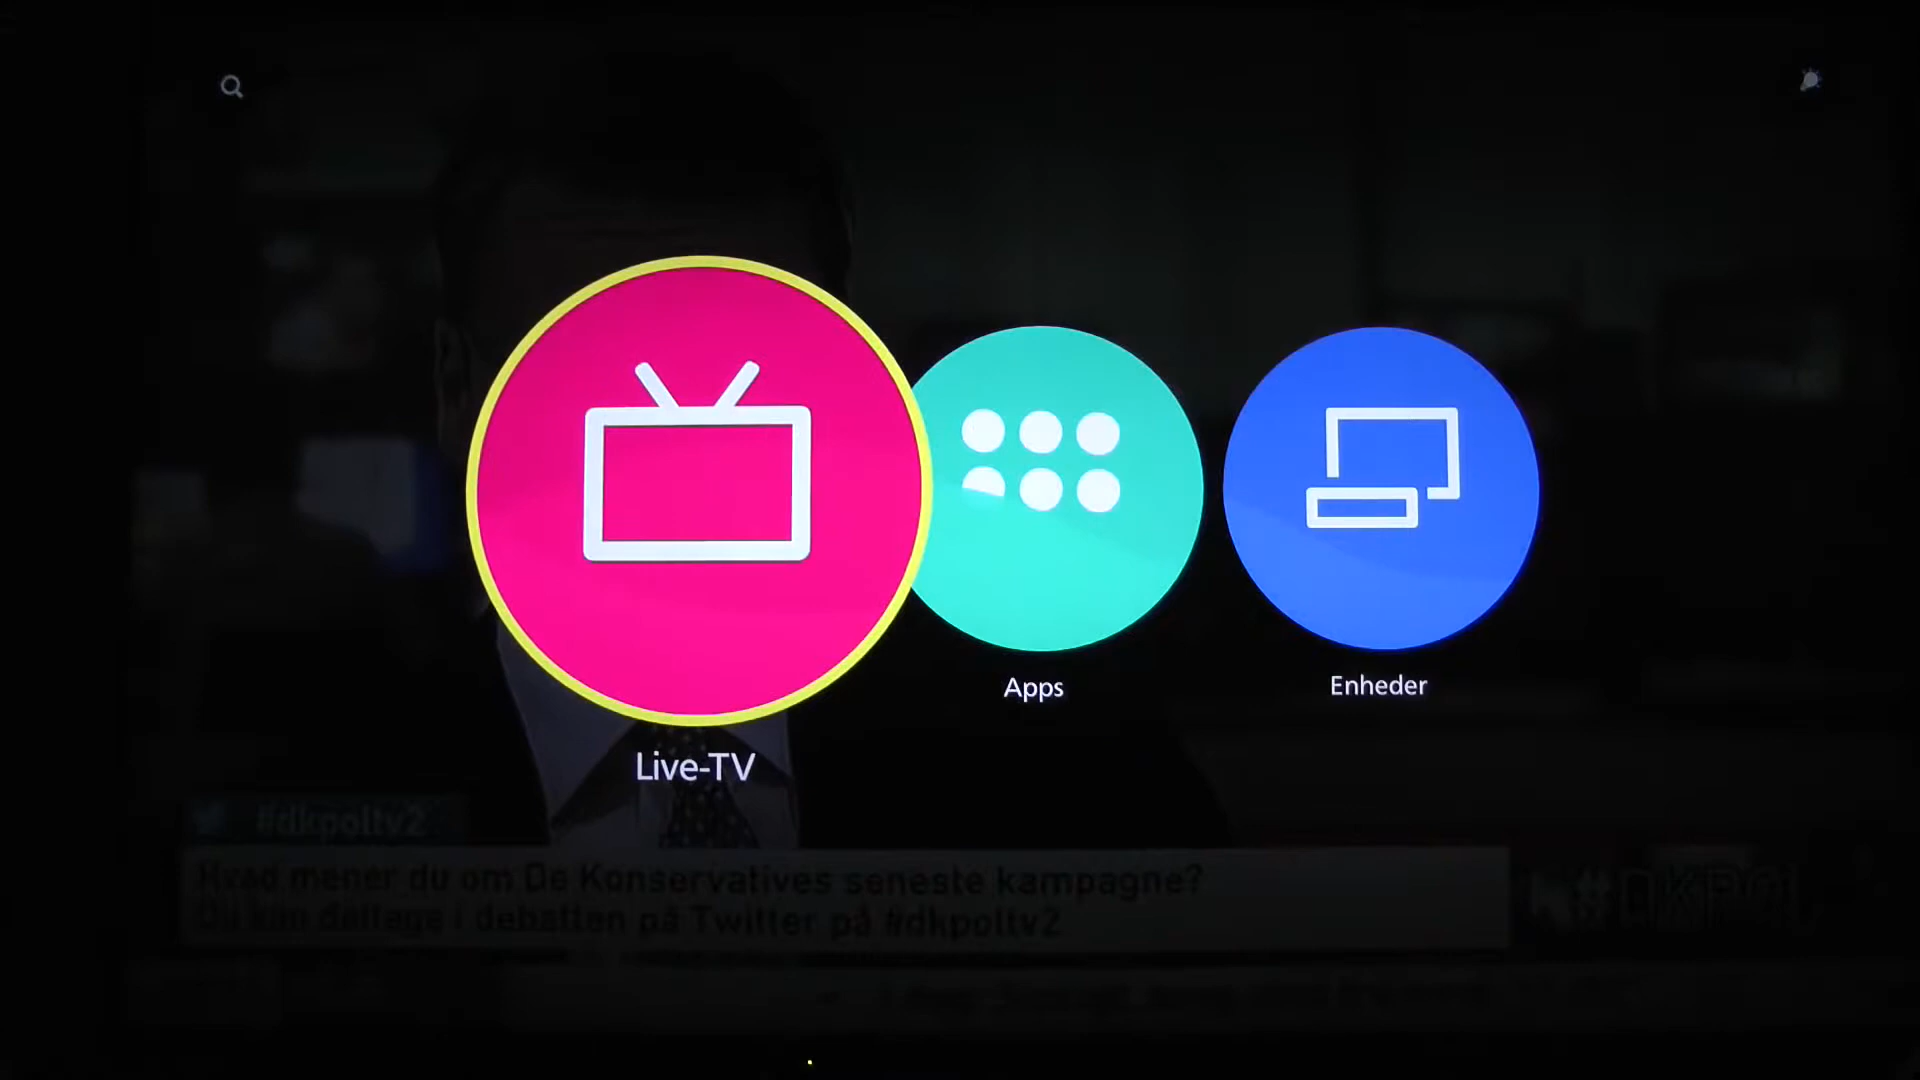 Live-TV
Apps
Enheder
#dkpoltv2
Hvad mener du om De Konservatives seneste kampagne?
Du kan deltage i debatten på Twitter på #dkpoltv2
#DKPOL